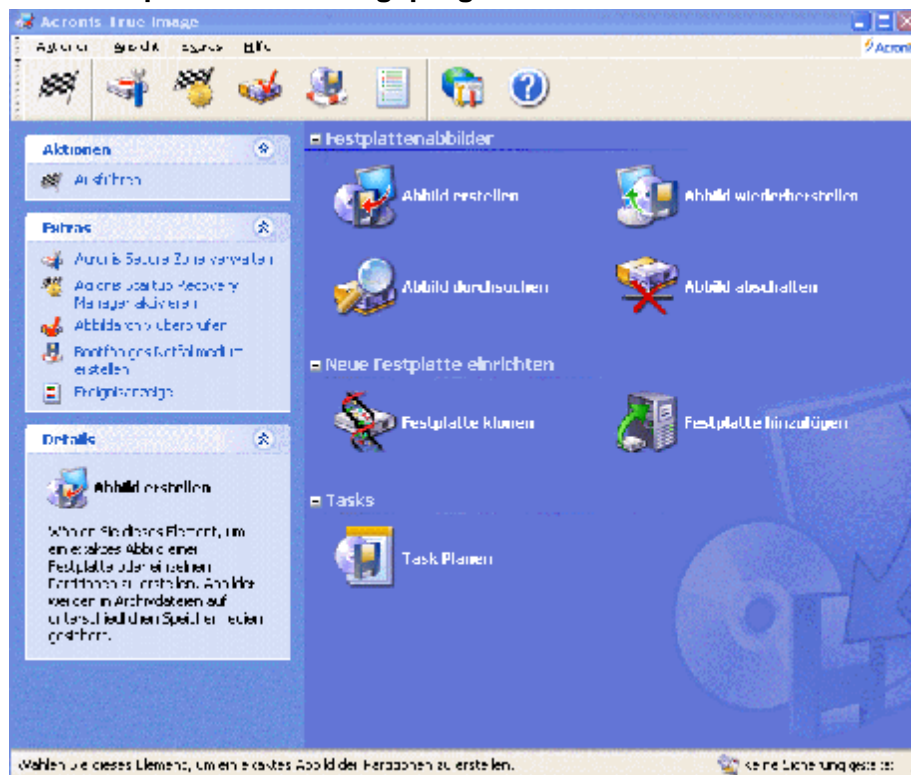 Acronis True Image
Hilfe
Acronis
Aktionen
Ausführen
Extras
Acronis Secure Zone verwalten
Acronis Startup Recovery
Manager aktivieren
Abbildarchiv überprüfen
Bootfähiges Notfallmedium
erstellen
Ereignisanzeige
Details
Abbild erstellen
Wählen Sie dieses Element, um
ein exaktes Abbild einer
Festplatte oder einzelnen
Partitionen zu erstellen. Abbilder
werden in Archivdateien auf
unterschiedlichen Speichermedien
gesichert.
Festplattenabbilder
Abbild erstellen
Abbild wiederherstellen
Abbild durchsuchen
Abbild abschalten
Neue Festplatte einrichten
Festplatte klonen
Festplatte hinzufügen
Tasks
Task Planen
Wählen Sie dieses Element, um ein exaktes Abbild der Partitionen zu erstellen.